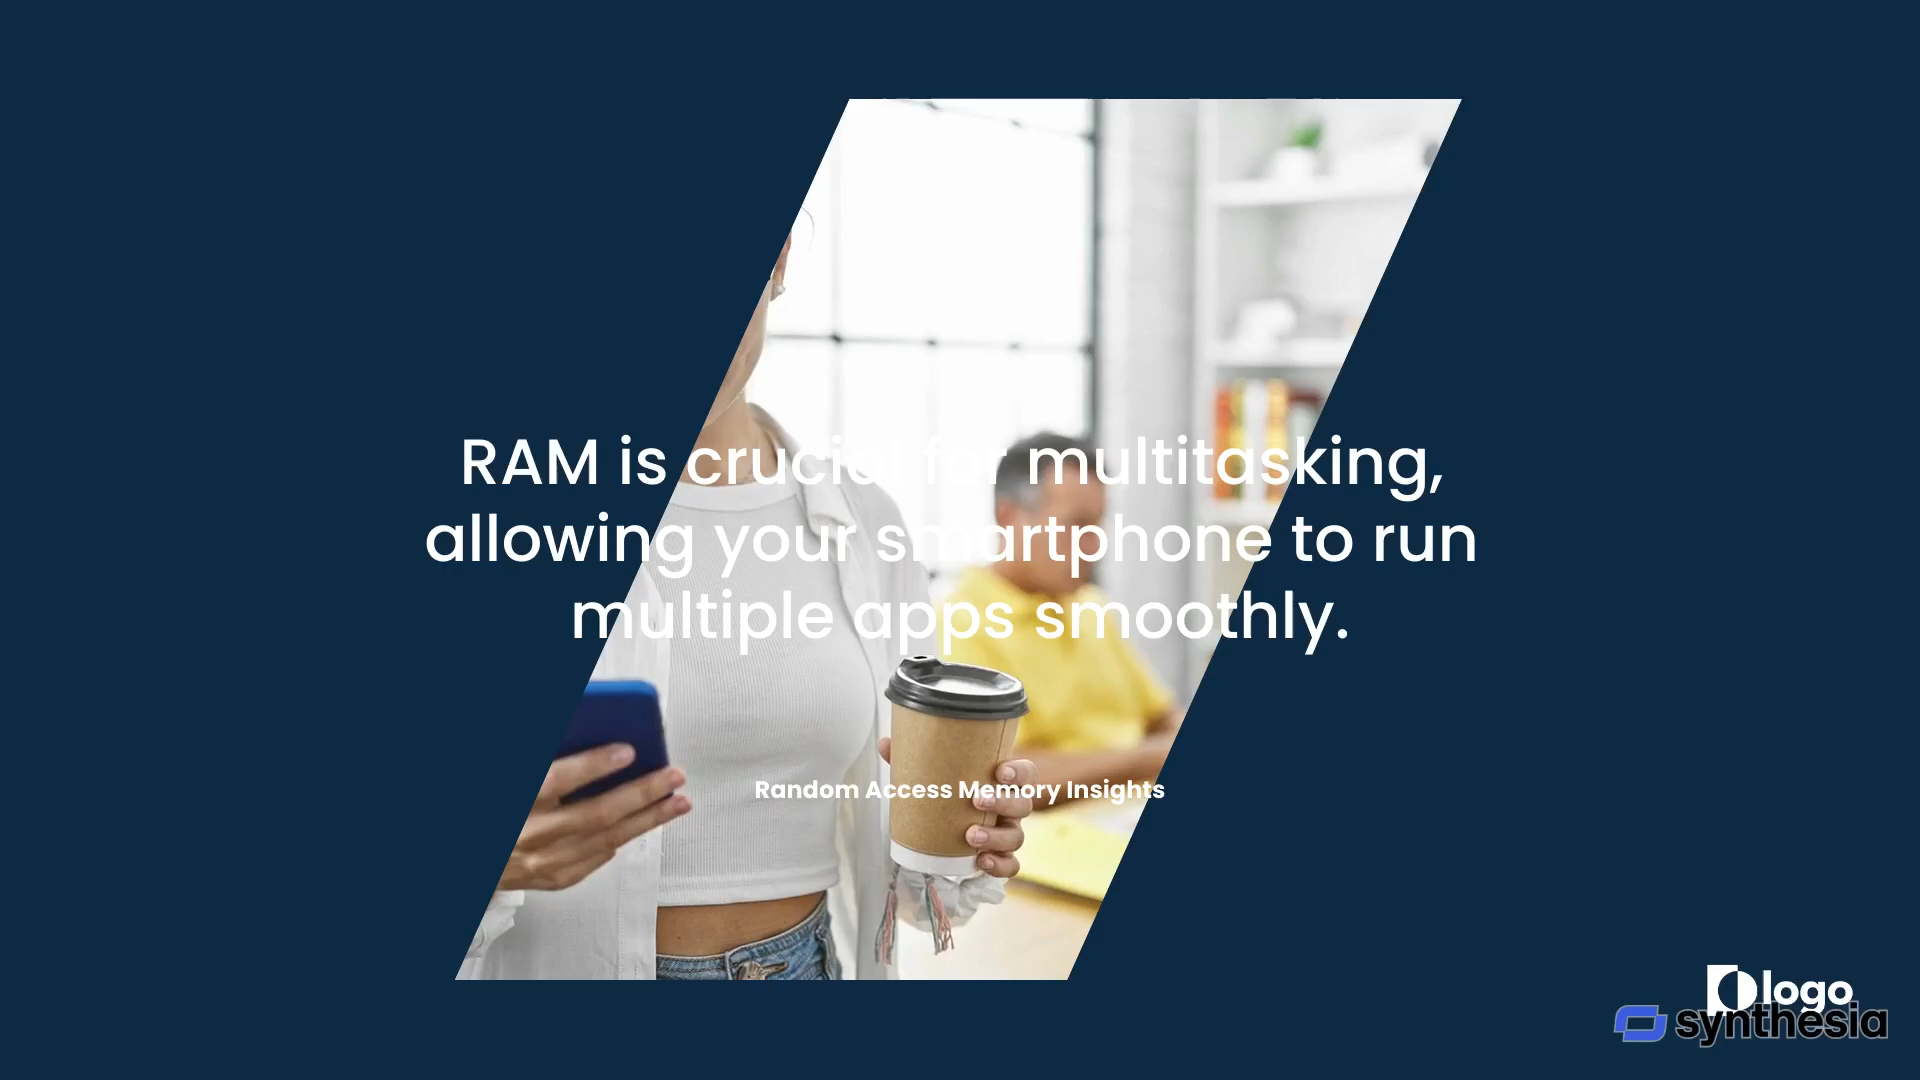 RAM is crucial for multitasking,
allowing your smartphone to run
multiple apps smoothly.
Random Access Memory Insights
logo
synthesia